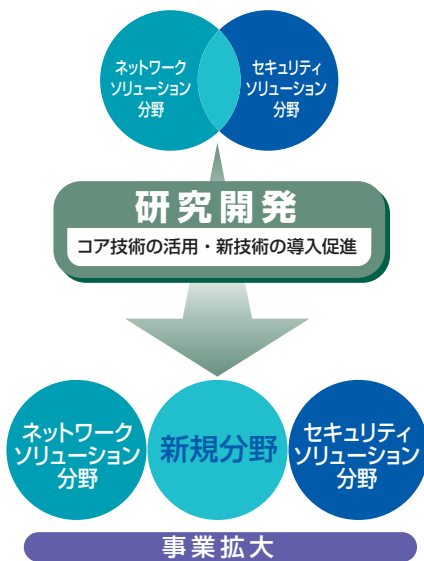 ネットワーク
ソリューション
分野
セキュリティ
ソリューション
分野
研究開発
コア技術の活用・新技術の導入促進
ネットワーク
ソリューション
分野
新規分野
セキュリティ
ソリューション
分野
事業拡大